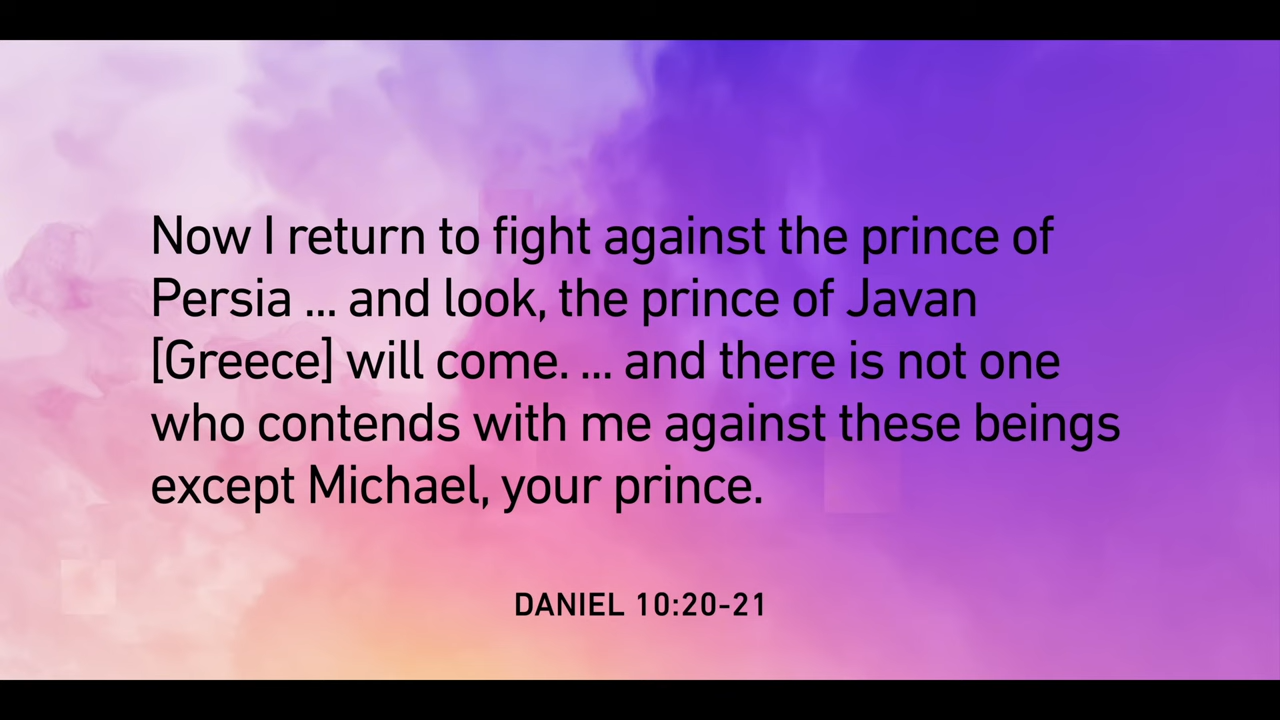 Now I return to fight against the prince of
Persia ... and look, the prince of Javan
[Greece] will come. ... and there is not one
who contends with me against these beings
except Michael, your prince.
DANIEL 10:20-21